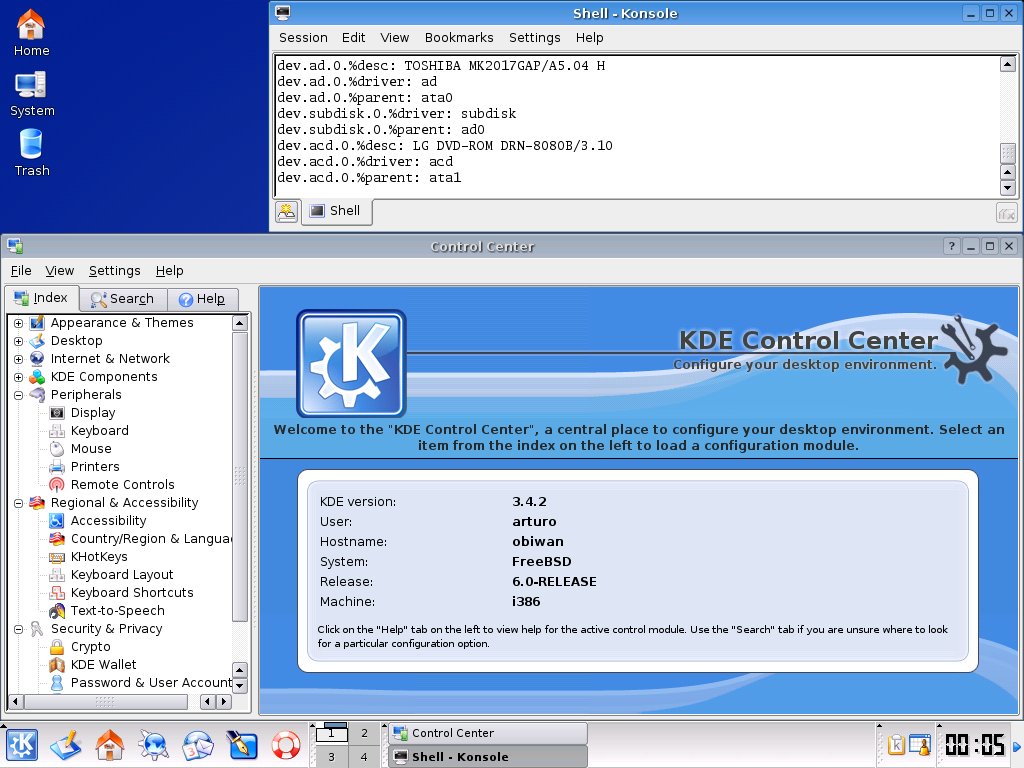 Home
System
Trash
Shell - Konsole
Session Edit View Bookmarks Settings Help
dev.ad.0.%desc: TOSHIBA MK2017GAP/A5.04 H
dev.ad.0.%driver: ad
dev.ad.0.%parent: ata0
dev.subdisk.0.%driver: subdisk
dev.subdisk.0.%parent: ad0
dev.acd.0.%desc: LG DVD-ROM DRN-8080B/3.10
dev.acd.0.%driver: acd
dev.acd.0.%parent: ata1
Shell
Control Center
File View Settings Help
Index Search Help
Appearance & Themes
Desktop
Internet & Network
KDE Components
Peripherals
Display
Keyboard
Mouse
Printers
Remote Controls
Regional & Accessibility
Accessibility
Country/Region & Langua
KHotKeys
Keyboard Layout
Keyboard Shortcuts
Text-to-Speech
Security & Privacy
Crypto
KDE Wallet
Password & User Account
KDE Control Center
Configure your desktop environment.
Welcome to the "KDE Control Center", a central place to configure your desktop environment. Select an
item from the index on the left to load a configuration module.
KDE version: 3.4.2
User: arturo
Hostname: obiwan
System: FreeBSD
Release: 6.0-RELEASE
Machine: i386
Click on the "Help" tab on the left to view help for the active control module. Use the "Search" tab if you are unsure where to look
for a particular configuration option.
1 2
3 4
Control Center
Shell - Konsole
00:05